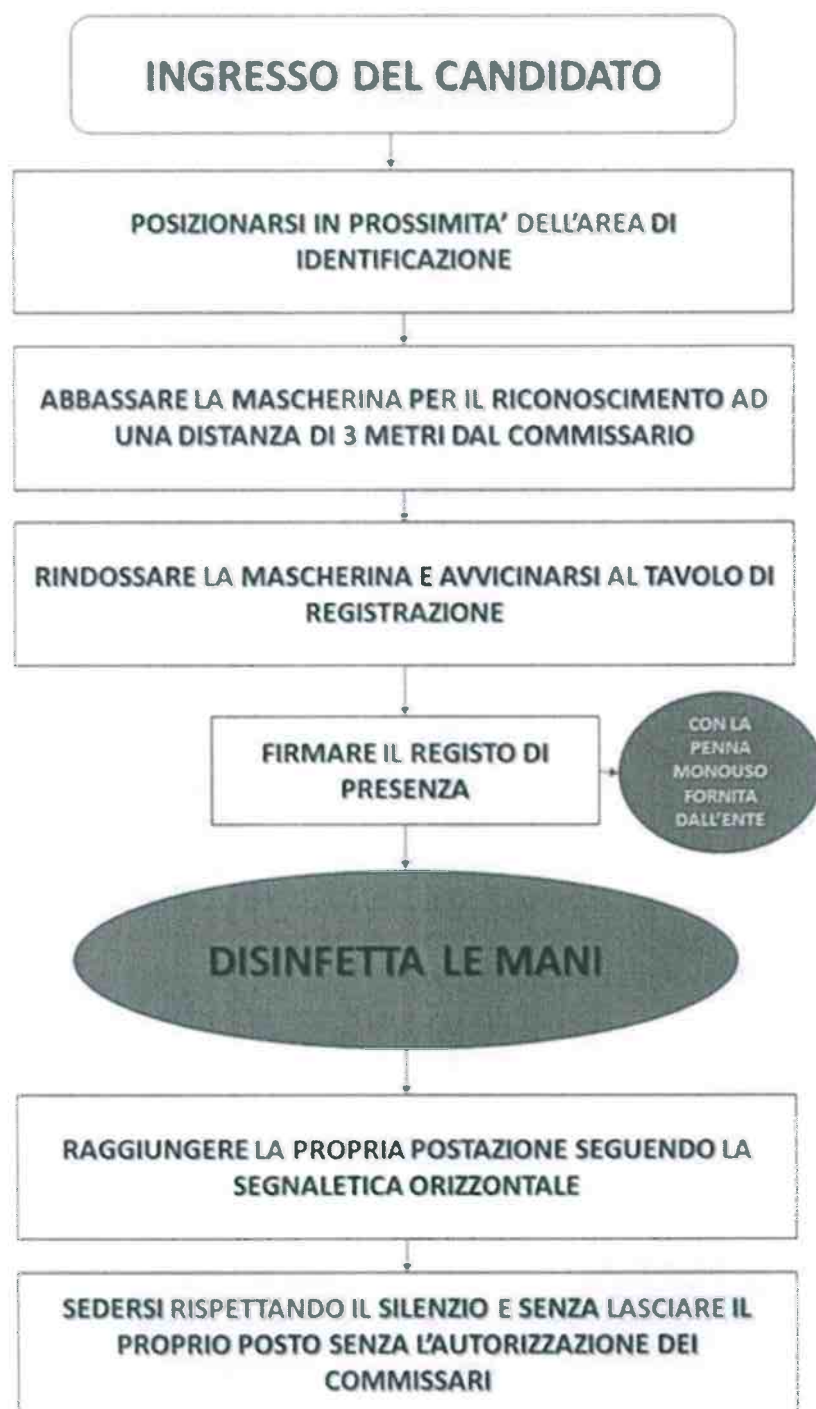 INGRESSO DEL CANDIDATO
POSIZIONARSI IN PROSSIMITA' DELL'AREA DI
IDENTIFICAZIONE
ABBASSARE LA MASCHERINA PER IL RICONOSCIMENTO AD
UNA DISTANZA DI 3 METRI DAL COMMISSARIO
RINDOSSARE LA MASCHERINA E AVVICINARSI AL TAVOLO DI
REGISTRAZIONE
FIRMARE IL REGISTO DI
PRESENZA
CON LA
PENNA
MONOUSO
FORNITA
DALL'ENTE
DISINFETTA LE MANI
RAGGIUNGERE LA PROPRIA POSTAZIONE SEGUENDO LA
SEGNALETICA ORIZZONTALE
SEDERSI RISPETTANDO IL SILENZIO E SENZA LASCIARE IL
PROPRIO POSTO SENZA L'AUTORIZZAZIONE DEI
COMMISSARI